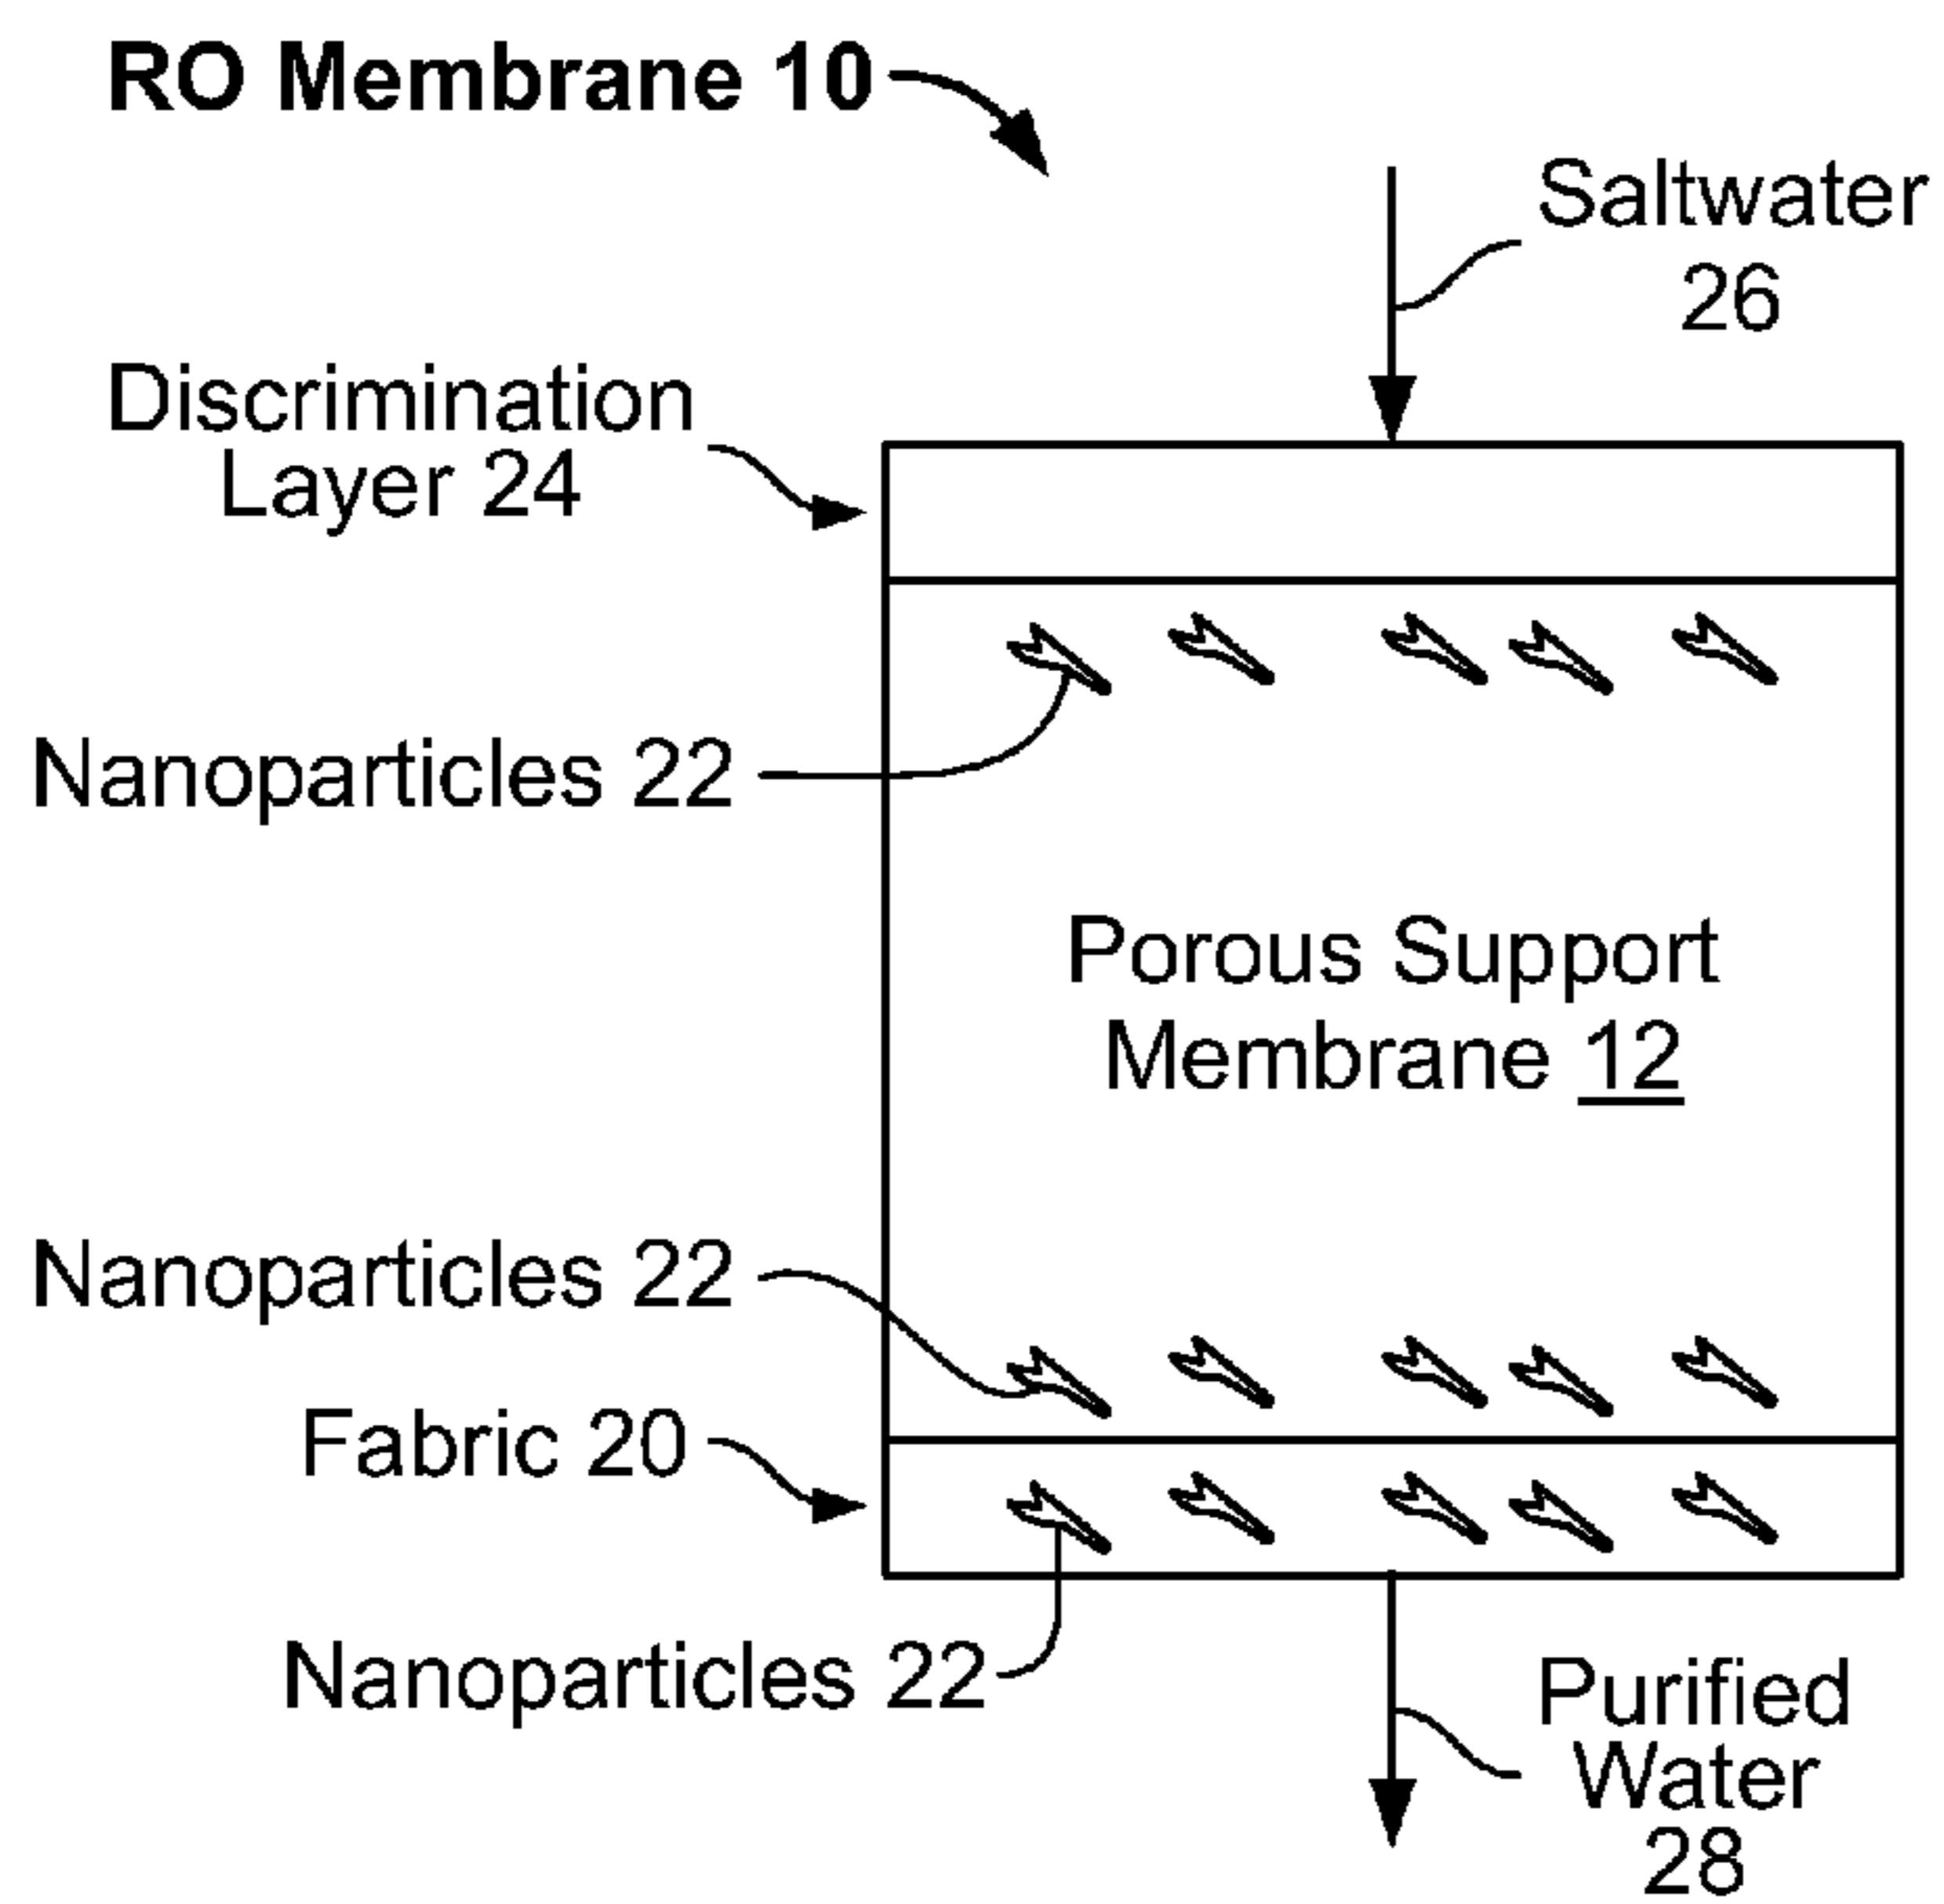 RO Membrane 10
Saltwater
26
Discrimination
Layer 24
Nanoparticles 22
Porous Support
Membrane 12
Nanoparticles 22
Fabric 20
Nanoparticles 22
Purified
Water
28